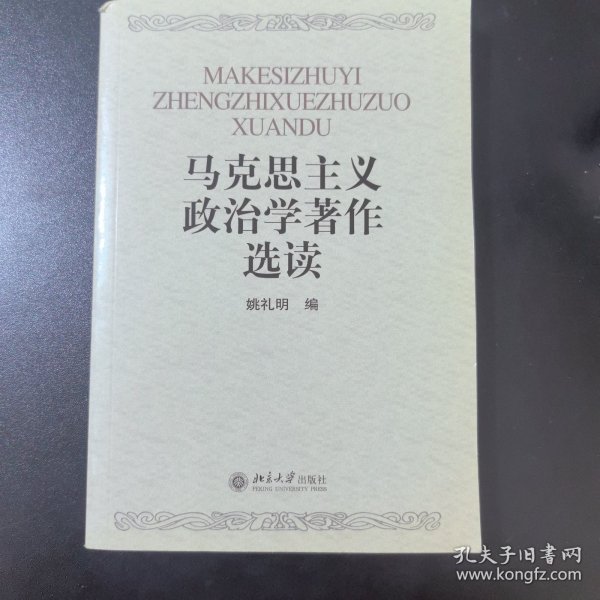 MAKESIZHUYI
ZHENGZHIXUEZHUZUO
XUANDU
马克思主义
政治学著作
选读
姚礼明 编
北京大学出版社
PEKING UNIVERSITY PRESS
孔夫子旧书网
www.kongfz.com